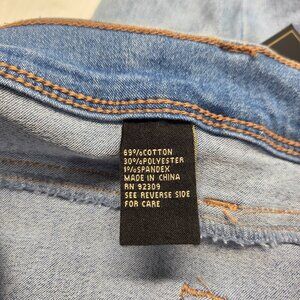 69%COTTON
30%POLYESTER
1%SPANDEX
MADE IN CHINA
RN 92309
SEE REVERSE SIDE
FOR CARE